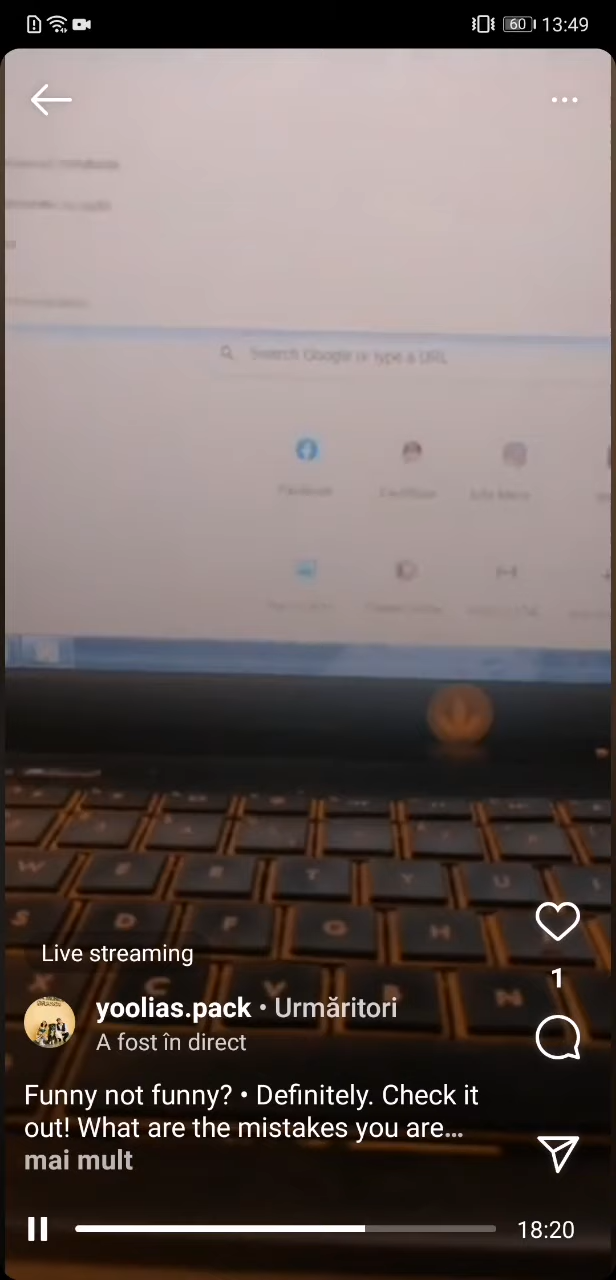 60 13:49
Search Google or type a URL
Facebook
W E R T Y U
S D F G H
X C V B N
Live streaming
yoolias.pack • Urmăritori
A fost în direct
1
Funny not funny? • Definitely. Check it
out! What are the mistakes you are...
mai mult
18:20